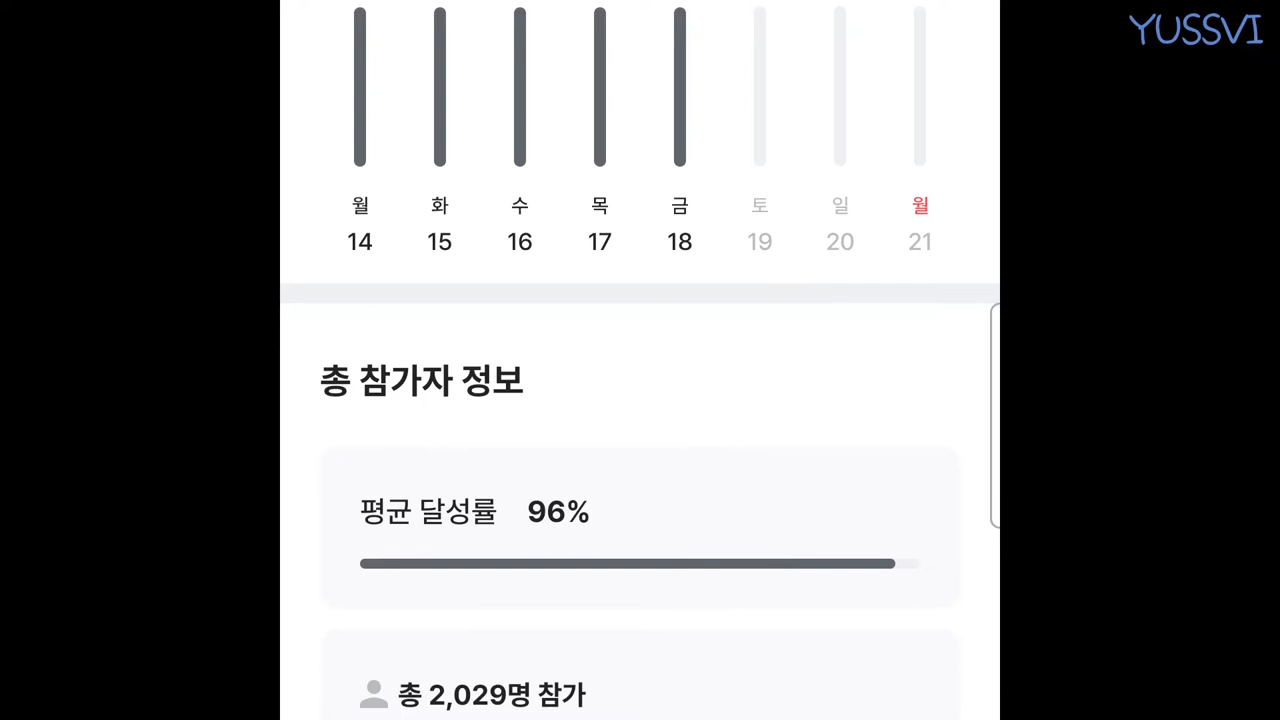 YUSSVI
월 화 수 목 금 토 일 월
14 15 16 17 18 19 20 21
총 참가자 정보
평균 달성률 96%
총 2,029명 참가